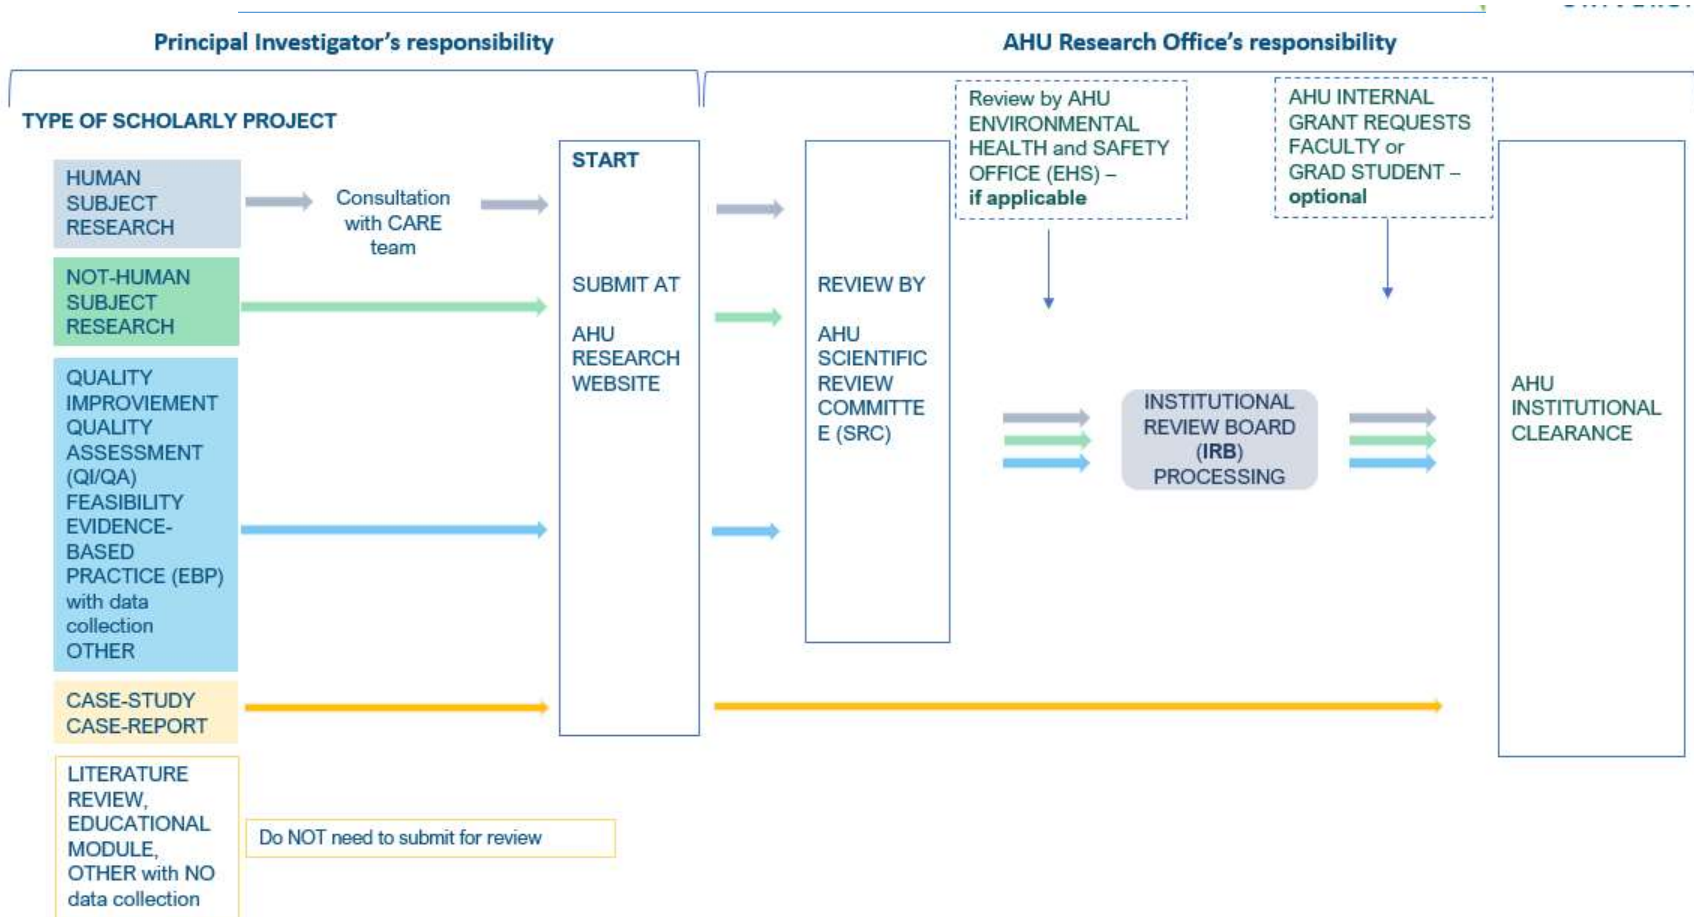 Principal Investigator's responsibility
AHU Research Office's responsibility
TYPE OF SCHOLARLY PROJECT
HUMAN
SUBJECT
RESEARCH
Consultation
with CARE
team
NOT-HUMAN
SUBJECT
RESEARCH
QUALITY
IMPROVIEMENT
QUALITY
ASSESSMENT
(QI/QA)
FEASIBILITY
EVIDENCE-
BASED
PRACTICE (EBP)
with data
collection
OTHER
CASE-STUDY
CASE-REPORT
LITERATURE
REVIEW,
EDUCATIONAL
MODULE,
OTHER with NO
data collection
Do NOT need to submit for review
START
SUBMIT AT
AHU
RESEARCH
WEBSITE
REVIEW BY
AHU
SCIENTIFIC
REVIEW
COMMITTE
E (SRC)
Review by AHU
ENVIRONMENTAL
HEALTH and SAFETY
OFFICE (EHS) –
if applicable
INSTITUTIONAL
REVIEW BOARD
(IRB)
PROCESSING
AHU INTERNAL
GRANT REQUESTS
FACULTY or
GRAD STUDENT –
optional
AHU
INSTITUTIONAL
CLEARANCE